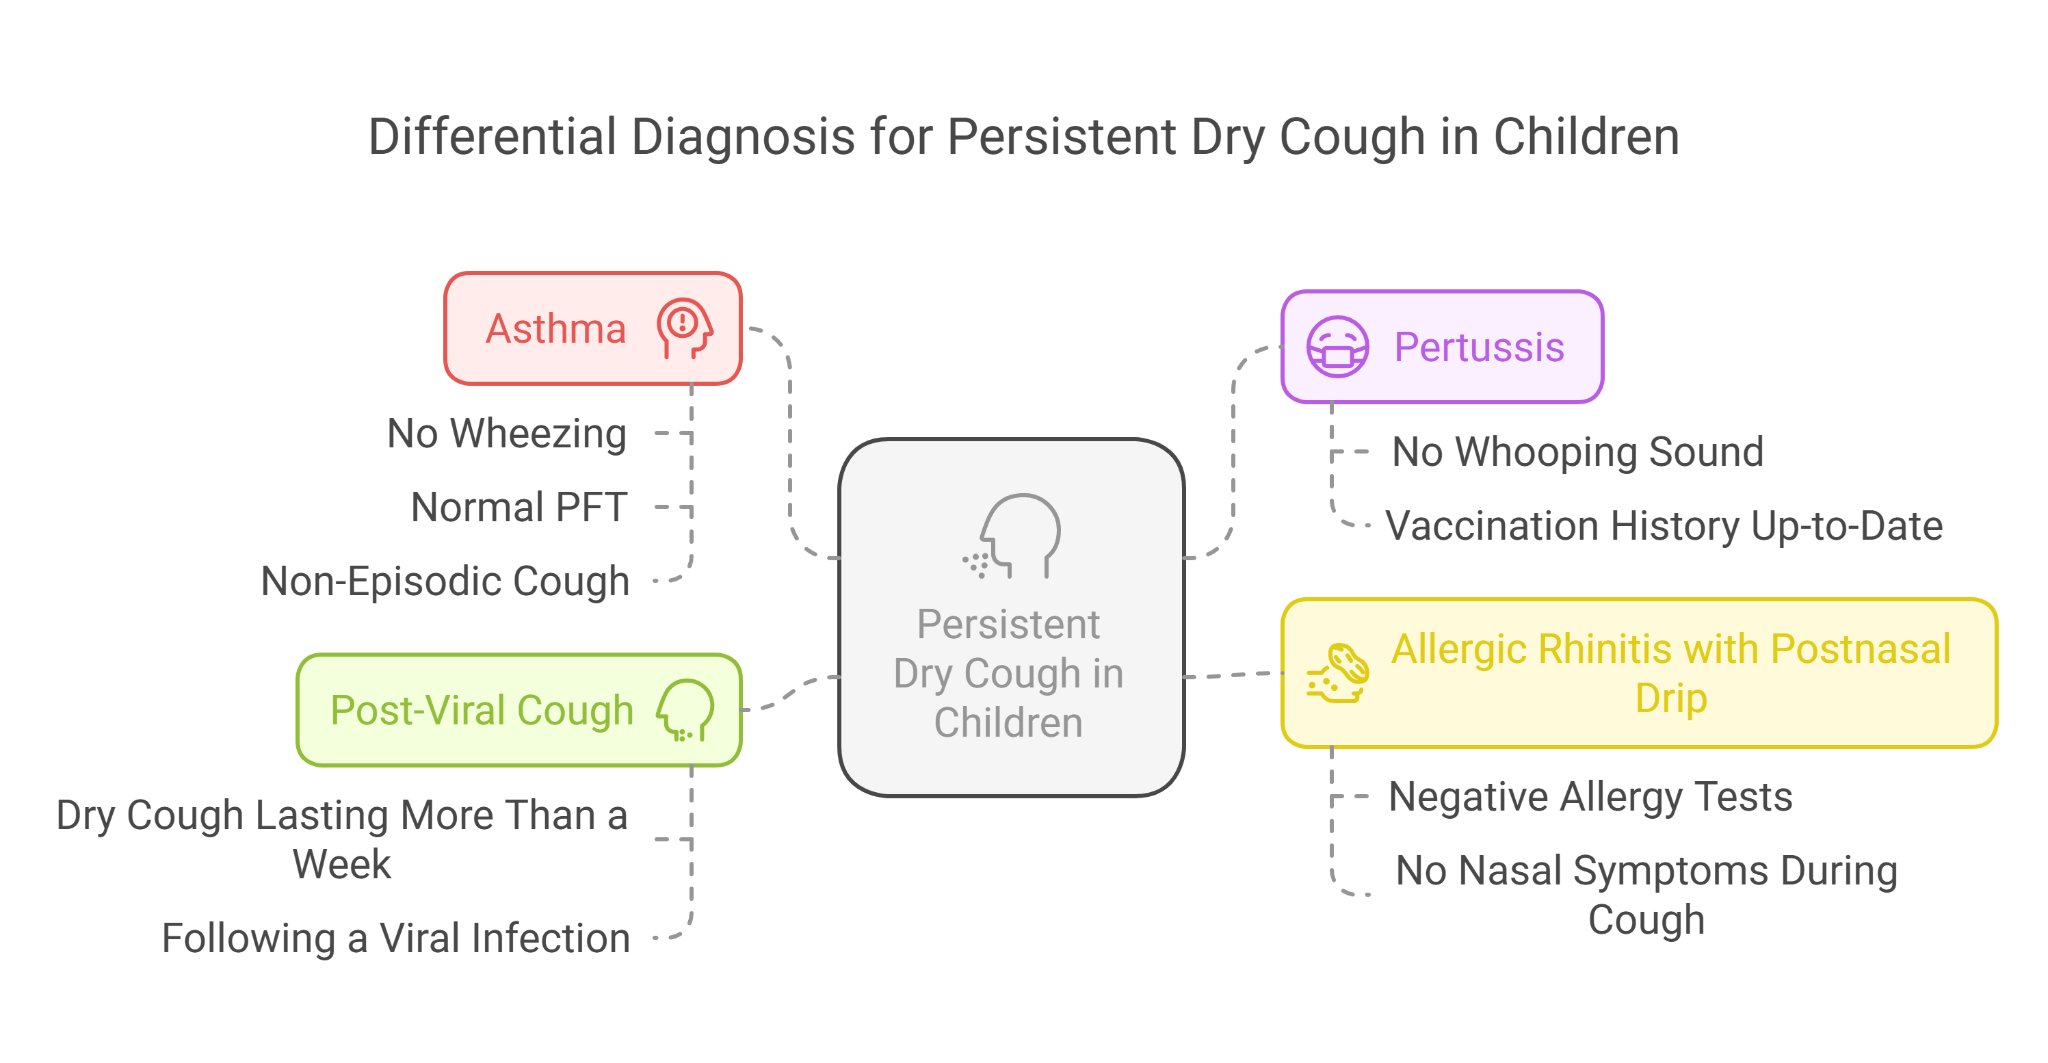 Differential Diagnosis for Persistent Dry Cough in Children
Asthma
No Wheezing
Normal PFT
Non-Episodic Cough
Post-Viral Cough
Dry Cough Lasting More Than a
Week
Following a Viral Infection
Persistent
Dry Cough in
Children
Pertussis
No Whooping Sound
Vaccination History Up-to-Date
Allergic Rhinitis with Postnasal
Drip
Negative Allergy Tests
No Nasal Symptoms During
Cough